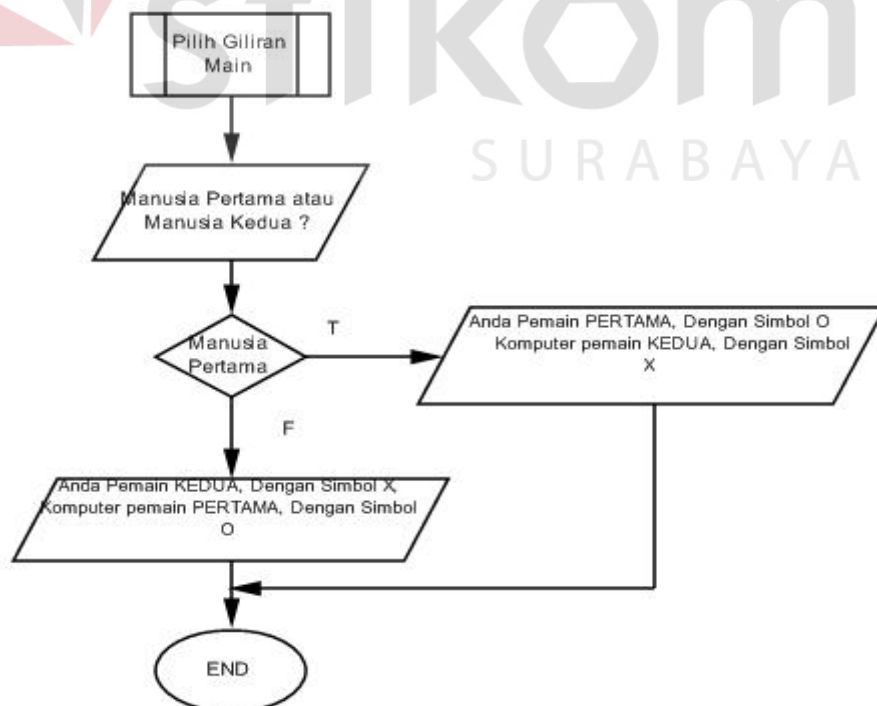 stikom
SURABAYA
Pilih Giliran
Main
Manusia Pertama atau
Manusia Kedua ?
Manusia
Pertama
T
Anda Pemain PERTAMA, Dengan Simbol O
Komputer pemain KEDUA, Dengan Simbol
X
F
Anda Pemain KEDUA, Dengan Simbol X,
Komputer pemain PERTAMA, Dengan Simbol
O
END